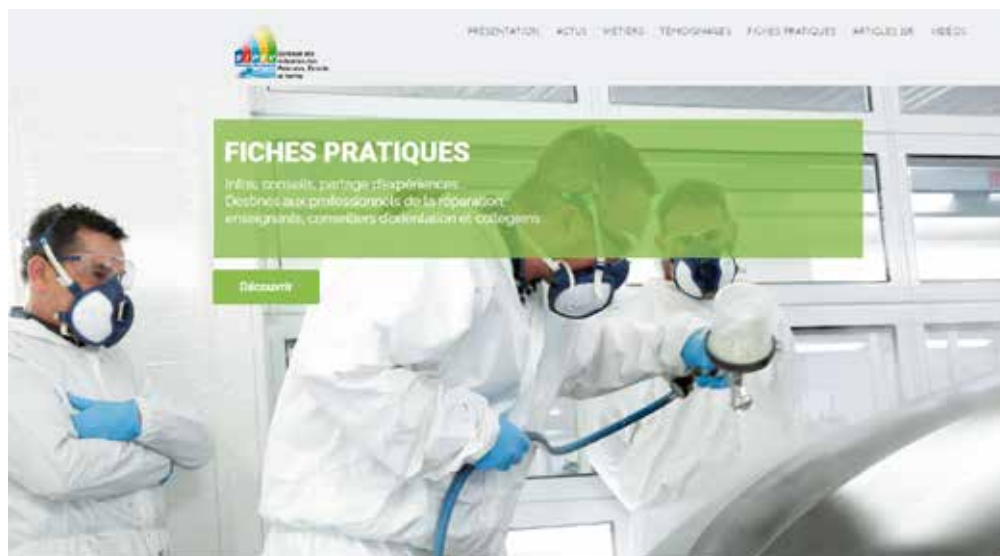 PRÉSENTATION ACTUS MÉTIERS TÉMOIGNAGES FICHES PRATIQUES ARTICLES VIDÉOS
FICHES PRATIQUES
Infos, conseils, partage d'expériences
Destinés aux professionnels de la réparation,
enseignants, conseillers d'orientation et collégiens
Découvrir